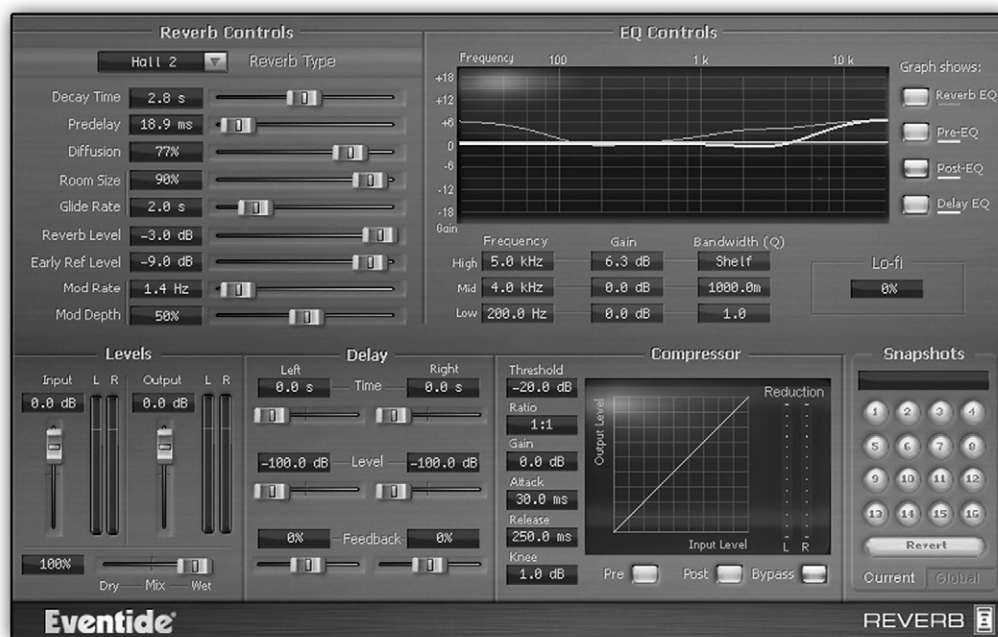 Reverb Controls
Hall 2 Reverb Type
Decay Time 2.8 s
Predelay 18.9 ms
Diffusion 77%
Room Size 90%
Glide Rate 2.0 s
Reverb Level -3.0 dB
Early Ref Level -9.0 dB
Mod Rate 1.4 Hz
Mod Depth 50%
EQ Controls
Frequency 100 1 k 10 k
+18
+12
+6
0
-6
-12
-18
Gain
Graph shows:
Reverb EQ
Pre-EQ
Post-EQ
Delay EQ
Frequency Gain Bandwidth (Q)
High 5.0 kHz 6.3 dB Shelf
Mid 4.0 kHz 0.0 dB 1000.0m
Low 200.0 Hz 0.0 dB 1.0
Lo-fi
0%
Levels
Input L R Output L R
0.0 dB 0.0 dB
100%
Dry Mix Wet
Delay
Left Right
0.0 s Time 0.0 s
-100.0 dB Level -100.0 dB
0% Feedback 0%
Compressor
Threshold
-20.0 dB
Ratio
1:1
Gain
0.0 dB
Attack
30.0 ms
Release
250.0 ms
Knee
1.0 dB
Output Level
Input Level
Reduction
L R
Pre Post Bypass
Snapshots
1 2 3 4
5 6 7 8
9 10 11 12
13 14 15 16
Revert
Current Global
Eventide®
REVERB